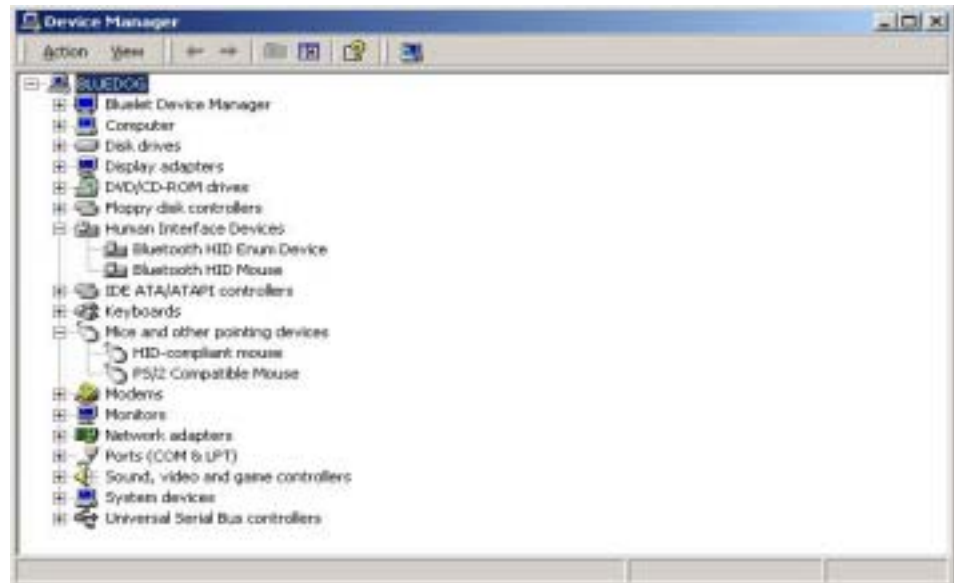 Device Manager
Action View
BLUEDOG
Bluelet Device Manager
Computer
Disk drives
Display adapters
DVD/CD-ROM drives
Floppy disk controllers
Human Interface Devices
Bluetooth HID Enum Device
Bluetooth HID Mouse
IDE ATA/ATAPI controllers
Keyboards
Mice and other pointing devices
HID-compliant mouse
PS/2 Compatible Mouse
Modems
Monitors
Network adapters
Ports (COM & LPT)
Sound, video and game controllers
System devices
Universal Serial Bus controllers